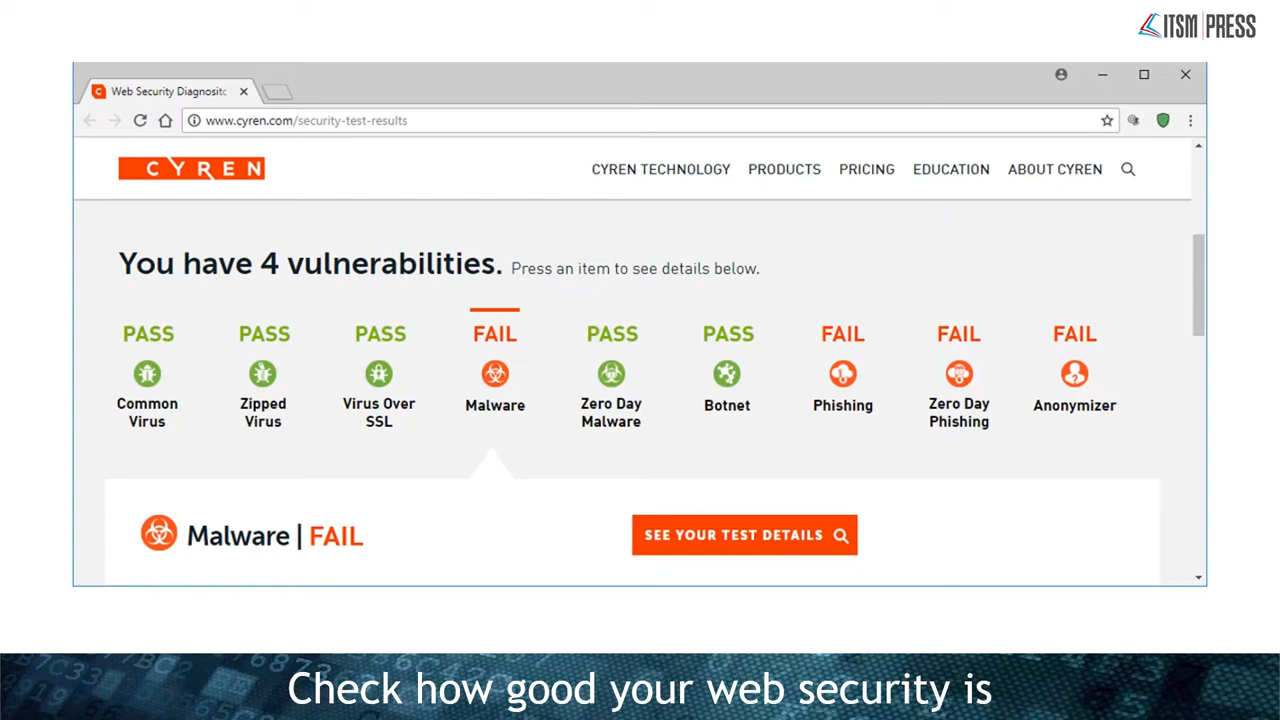 ITSM PRESS
Web Security Diagnostc
www.cyren.com/security-test-results
CYREN
CYREN TECHNOLOGY PRODUCTS PRICING EDUCATION ABOUT CYREN
You have 4 vulnerabilities. Press an item to see details below.
PASS PASS PASS FAIL PASS PASS FAIL FAIL FAIL
Common Virus
Zipped Virus
Virus Over SSL
Malware
Zero Day Malware
Botnet
Phishing
Zero Day Phishing
Anonymizer
Malware | FAIL
SEE YOUR TEST DETAILS
Check how good your web security is